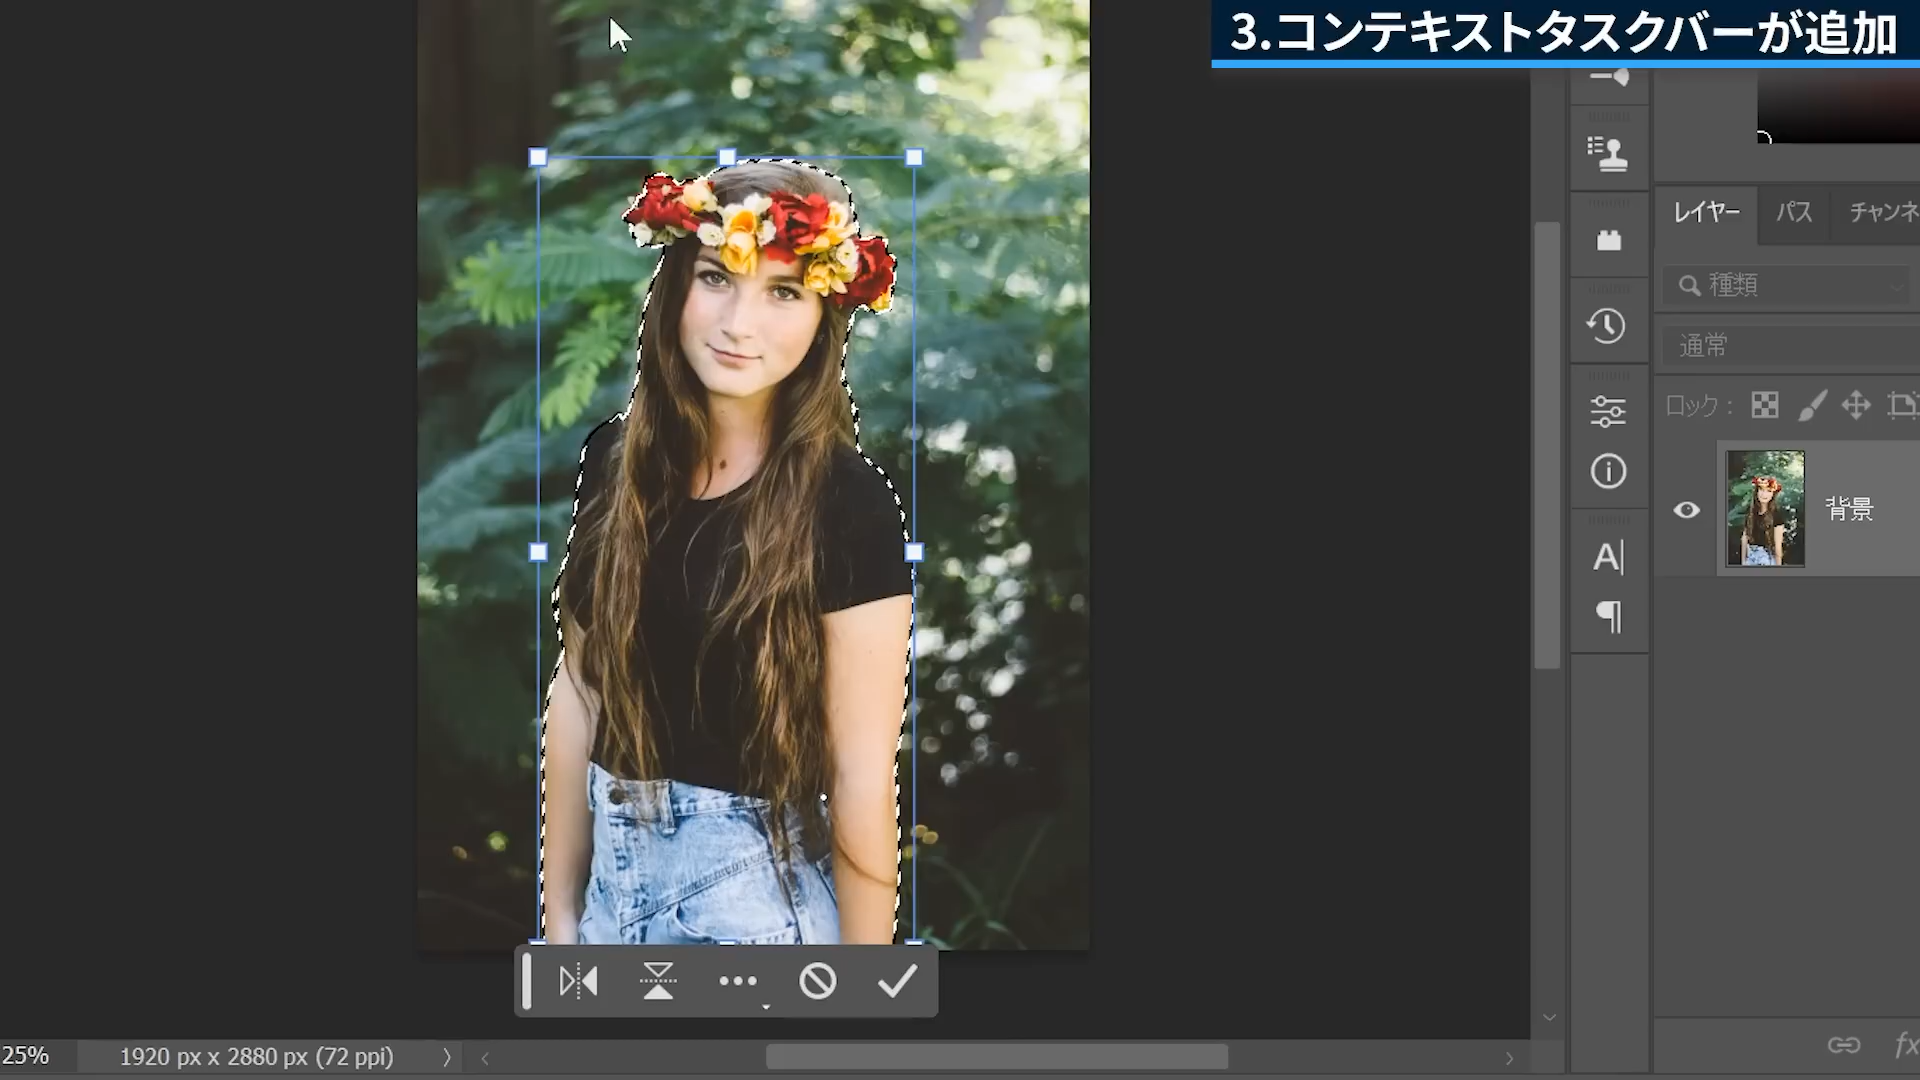 3.コンテキストタスクバーが追加
レイヤー パス チャンネ
種類
通常
ロック：
背景
A|
fx
25% 1920 px x 2880 px (72 ppi)